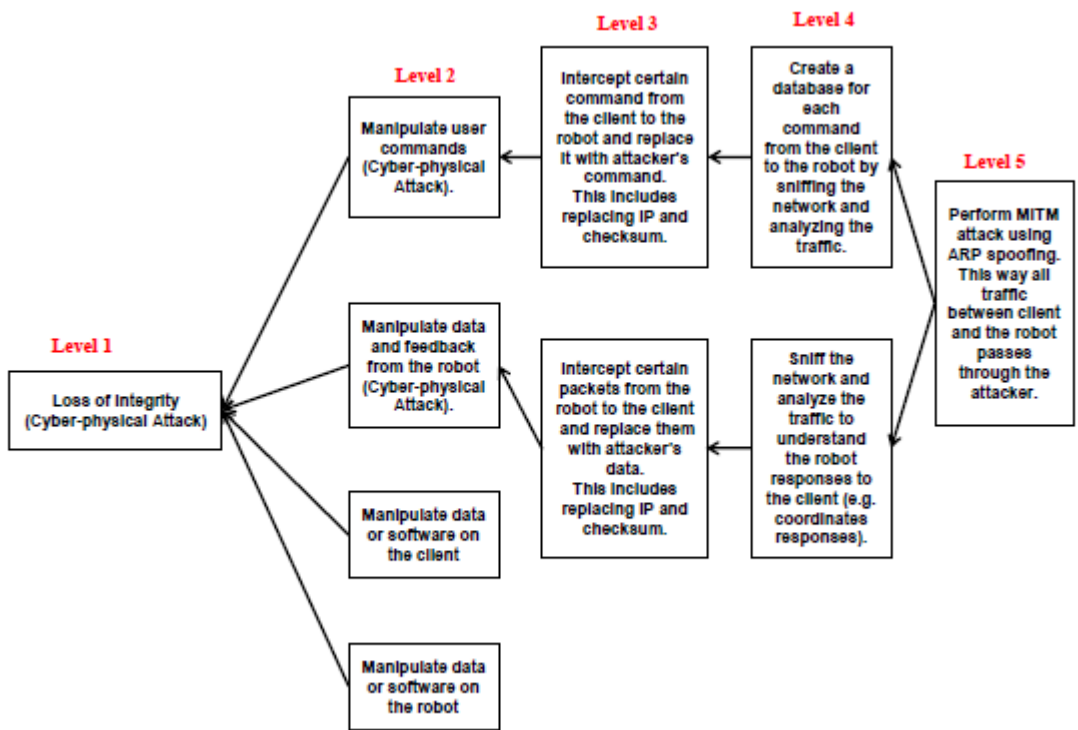 Level 1
Loss of Integrity
(Cyber-physical Attack)
Level 2
Manipulate user
commands
(Cyber-physical
Attack).
Manipulate data
and feedback
from the robot
(Cyber-physical
Attack).
Manipulate data
or software on
the client
Manipulate data
or software on
the robot
Level 3
Intercept certain
command from
the client to the
robot and replace
it with attacker's
command.
This includes
replacing IP and
checksum.
Intercept certain
packets from the
robot to the client
and replace them
with attacker's
data.
This includes
replacing IP and
checksum.
Level 4
Create a
database for
each
command
from the client
to the robot by
sniffing the
network and
analyzing the
traffic.
Sniff the
network and
analyze the
traffic to
understand
the robot
responses to
the client (e.g.
coordinates
responses).
Level 5
Perform MITM
attack using
ARP spoofing.
This way all
traffic
between client
and the robot
passes
through the
attacker.